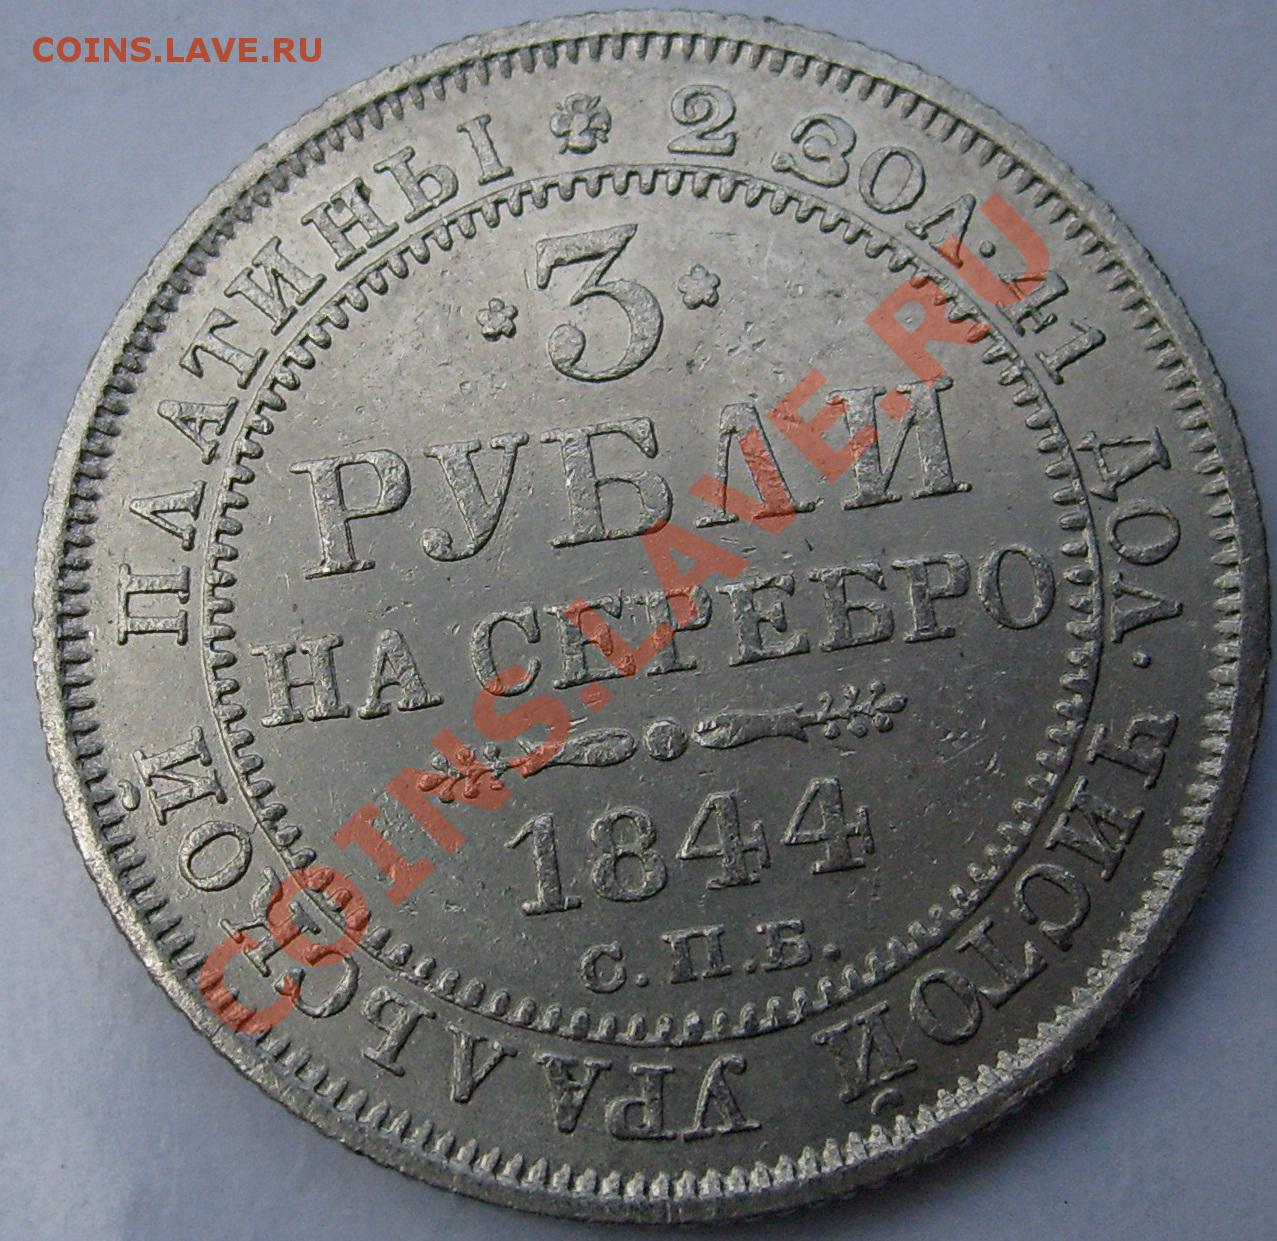 COINS.LAVE.RU
* 2 ЗОЛ. 41 ДОЛ. ЧИСТОЙ УРАЛЬСКОЙ ПЛАТИНЫ
·*3*·
РУБЛИ
НА СЕРЕБРО
1844
С.П.Б.
COINS.LAVE.RU